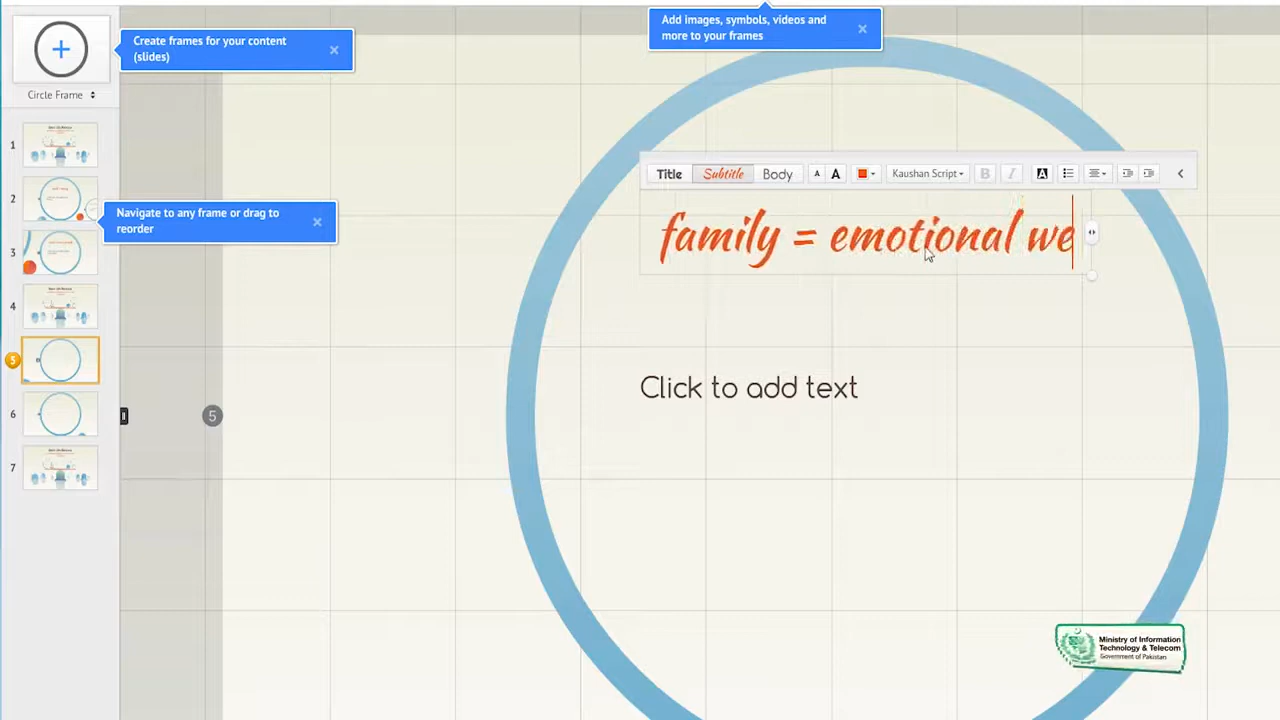 Create frames for your content
(slides)
Add images, symbols, videos and
more to your frames
Circle Frame
Title Subtitle Body A A Kaushan Script B I A
1
family = emotional we
2
Navigate to any frame or drag to
reorder
3
4
5
Click to add text
6
5
7
Ministry of Information
Technology & Telecom
Government of Pakistan